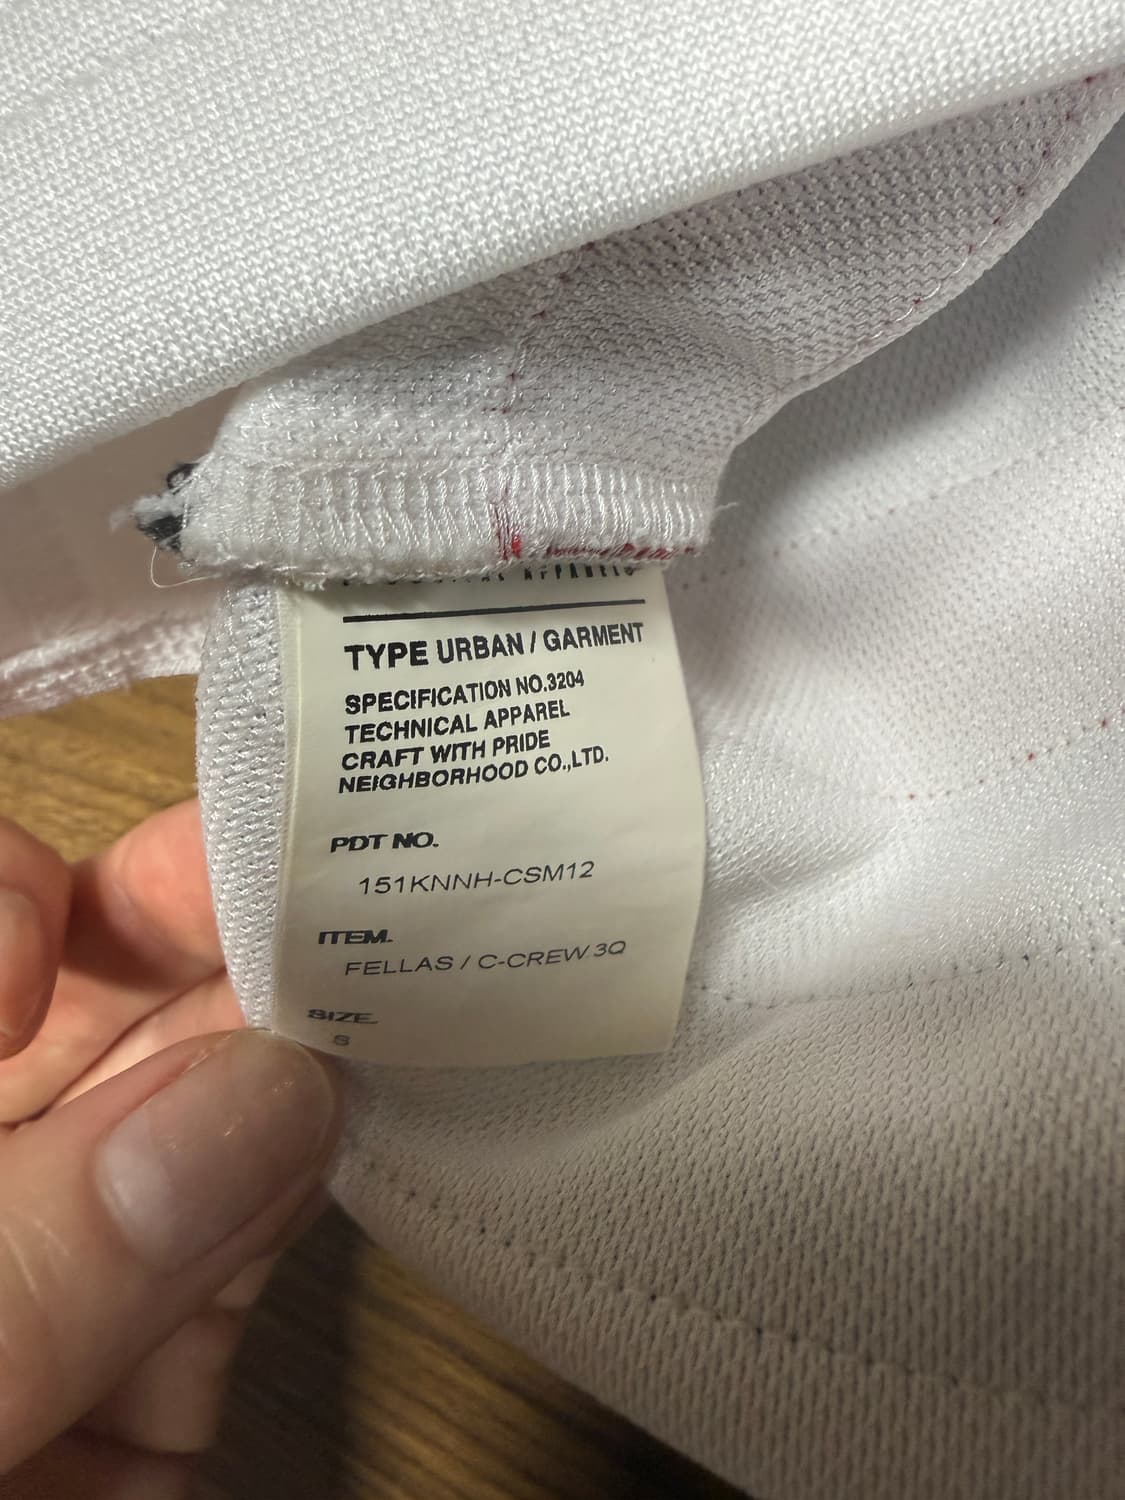 TYPE URBAN / GARMENT
SPECIFICATION NO.3204
TECHNICAL APPAREL
CRAFT WITH PRIDE
NEIGHBORHOOD CO.,LTD.
PDT NO.
151KNNH-CSM12
ITEM.
FELLAS / C-CREW.3Q
SIZE.
S